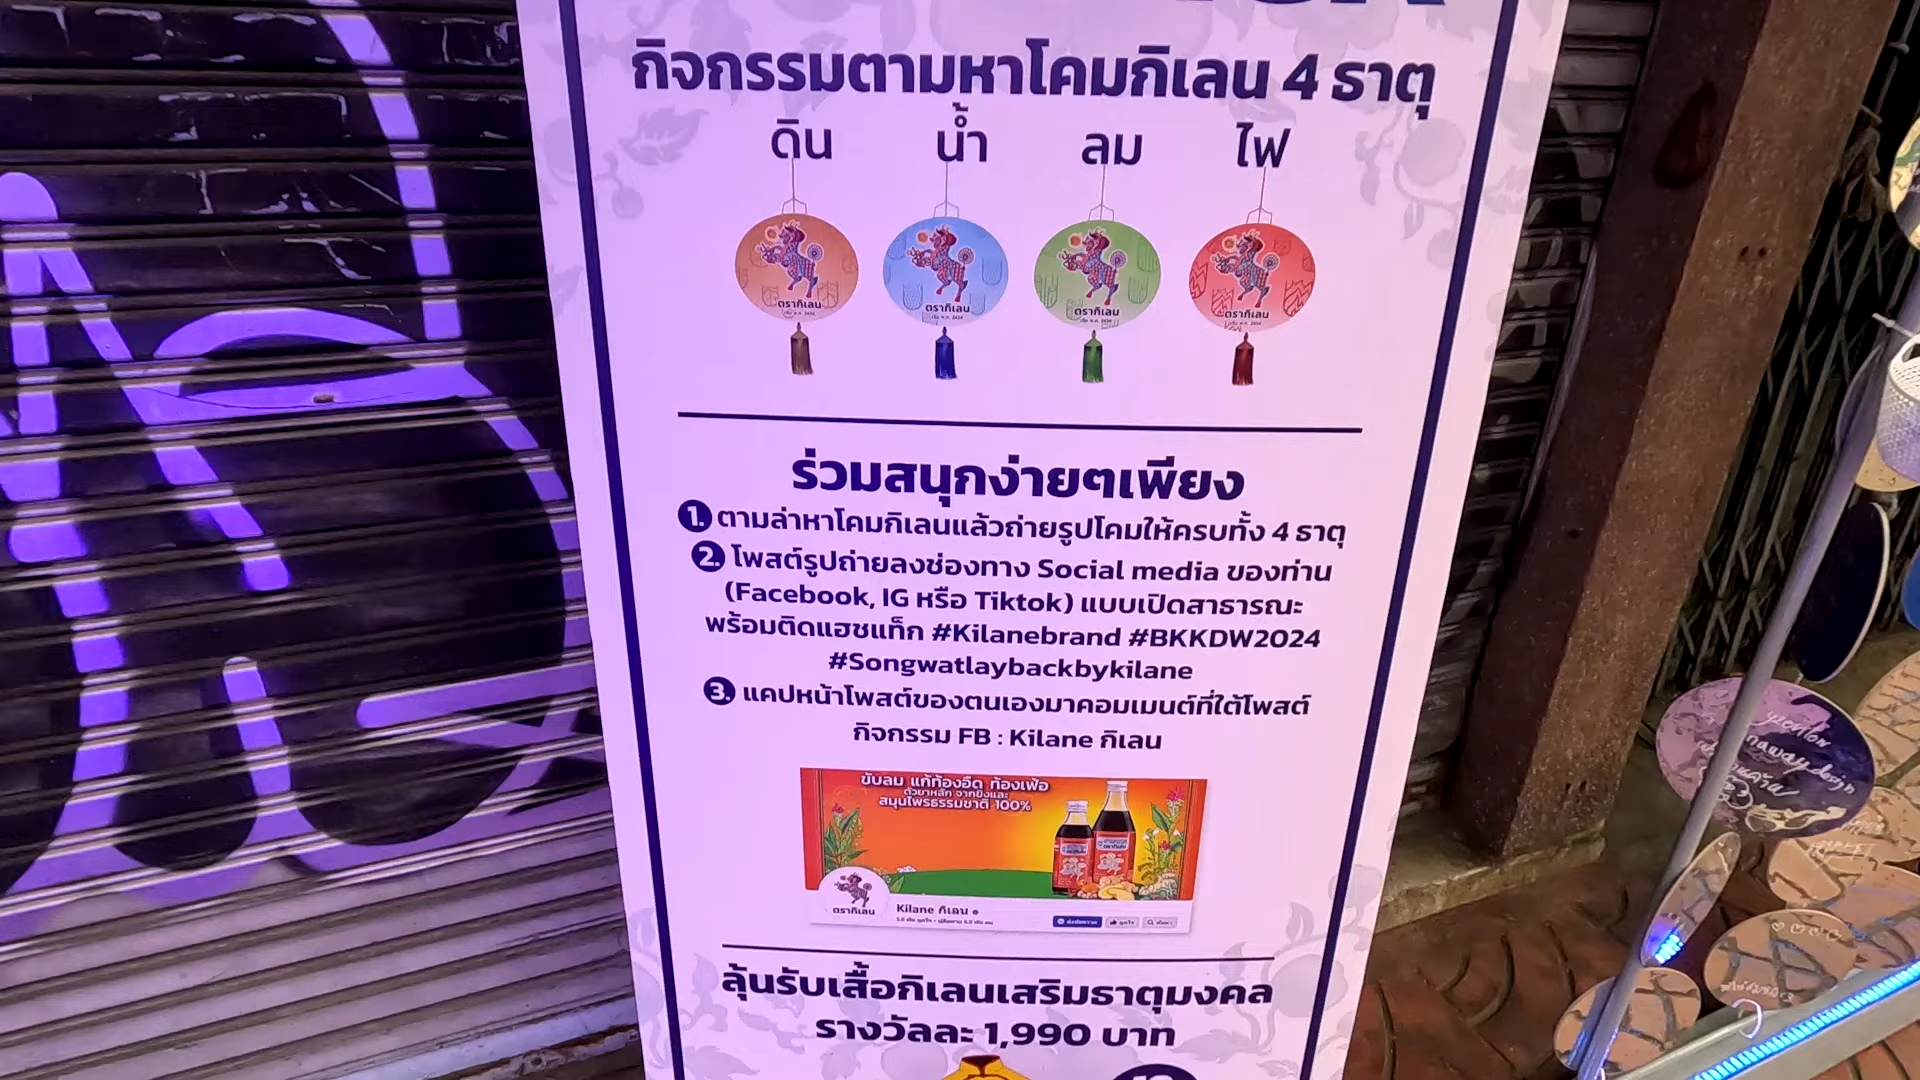 กิจกรรมตามหาโคมกิเลน 4 ธาตุ
ดิน น้ำ ลม ไฟ
ตรากิเลน ตรากิเลน ตรากิเลน ตรากิเลน
ร่วมสนุกง่ายๆเพียง
1. ตามล่าหาโคมกิเลนแล้วถ่ายรูปโคมให้ครบทั้ง 4 ธาตุ
2. โพสต์รูปถ่ายลงช่องทาง Social media ของท่าน
(Facebook, IG หรือ Tiktok) แบบเปิดสาธารณะ
พร้อมติดแฮชแท็ก #Kilanebrand #BKKDW2024
#Songwatlaybackbykilane
3. แคปหน้าโพสต์ของตนเองมาคอมเมนต์ที่ใต้โพสต์
กิจกรรม FB : Kilane กิเลน
ขับลม แก้ท้องอืด ท้องเฟ้อ
ตัวยาหลัก จากขิงและ
สมุนไพรธรรมชาติ 100%
ตรากิเลน
Kilane กิเลน
ลุ้นรับเสื้อกิเลนเสริมธาตุมงคล
รางวัลละ 1,990 บาท